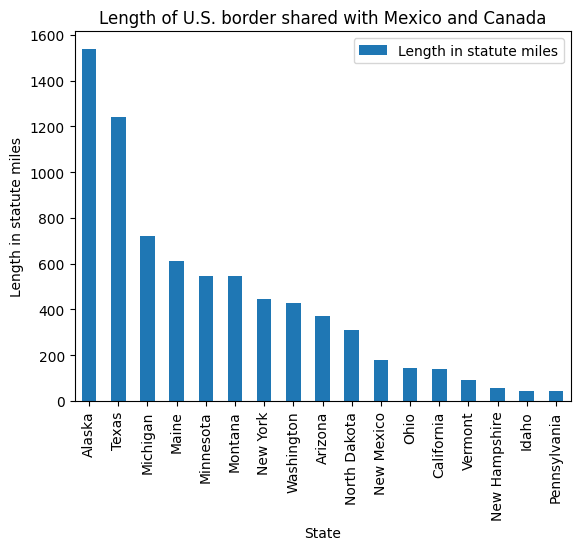 Length of U.S. border shared with Mexico and Canada
Length in statute miles
Length in statute miles
1600
1400
1200
1000
800
600
400
200
0
Alaska
Texas
Michigan
Maine
Minnesota
Montana
New York
Washington
Arizona
North Dakota
New Mexico
Ohio
California
Vermont
New Hampshire
Idaho
Pennsylvania
State